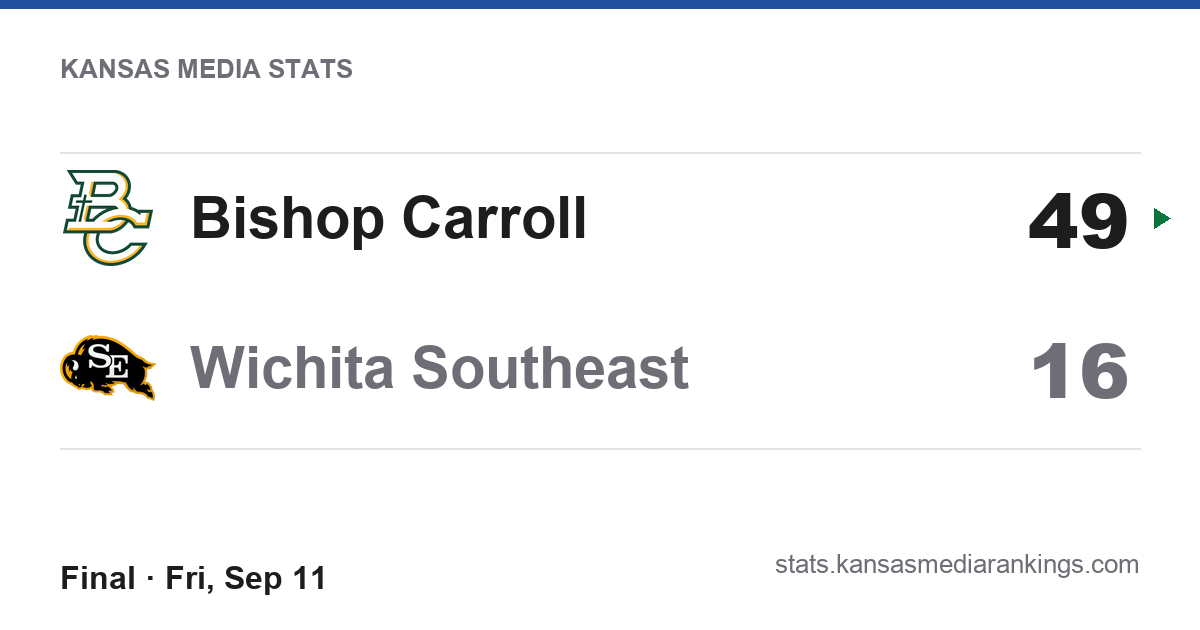 KANSAS MEDIA STATS
BC
Bishop Carroll 49
SE
Wichita Southeast 16
Final · Fri, Sep 11
stats.kansasmediarankings.com